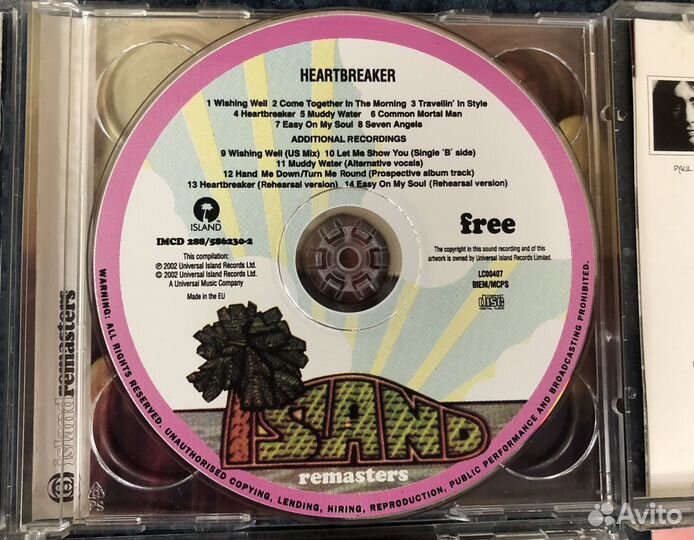 HEARTBREAKER
1 Wishing Well 2 Come Together In The Morning 3 Travellin' In Style
4 Heartbreaker 5 Muddy Water 6 Common Mortal Man
7 Easy On My Soul 8 Seven Angels
ADDITIONAL RECORDINGS
9 Wishing Well (US Mix) 10 Let Me Show You (Single 'B' side)
11 Muddy Water (Alternative vocals)
12 Hand Me Down/Turn Me Round (Prospective album track)
13 Heartbreaker (Rehearsal version) 14 Easy On My Soul (Rehearsal version)
ISLAND
IMCD 288/586230-2
This compilation:
℗ 2002 Universal Island Records Ltd.
© 2002 Universal Island Records Ltd.
A Universal Music Company
Made in the EU
free
The copyright in this sound recording and of this
artwork is owned by Universal Island Records Limited.
LC00407
BIEM/MCPS
COMPACT
disc
DIGITAL AUDIO
ISLAND
remasters
WARNING: ALL RIGHTS RESERVED. UNAUTHORISED COPYING, LENDING, HIRING, REPRODUCTION, PUBLIC PERFORMANCE AND BROADCASTING PROHIBITED.
island remasters
PS
PAUL
Avito